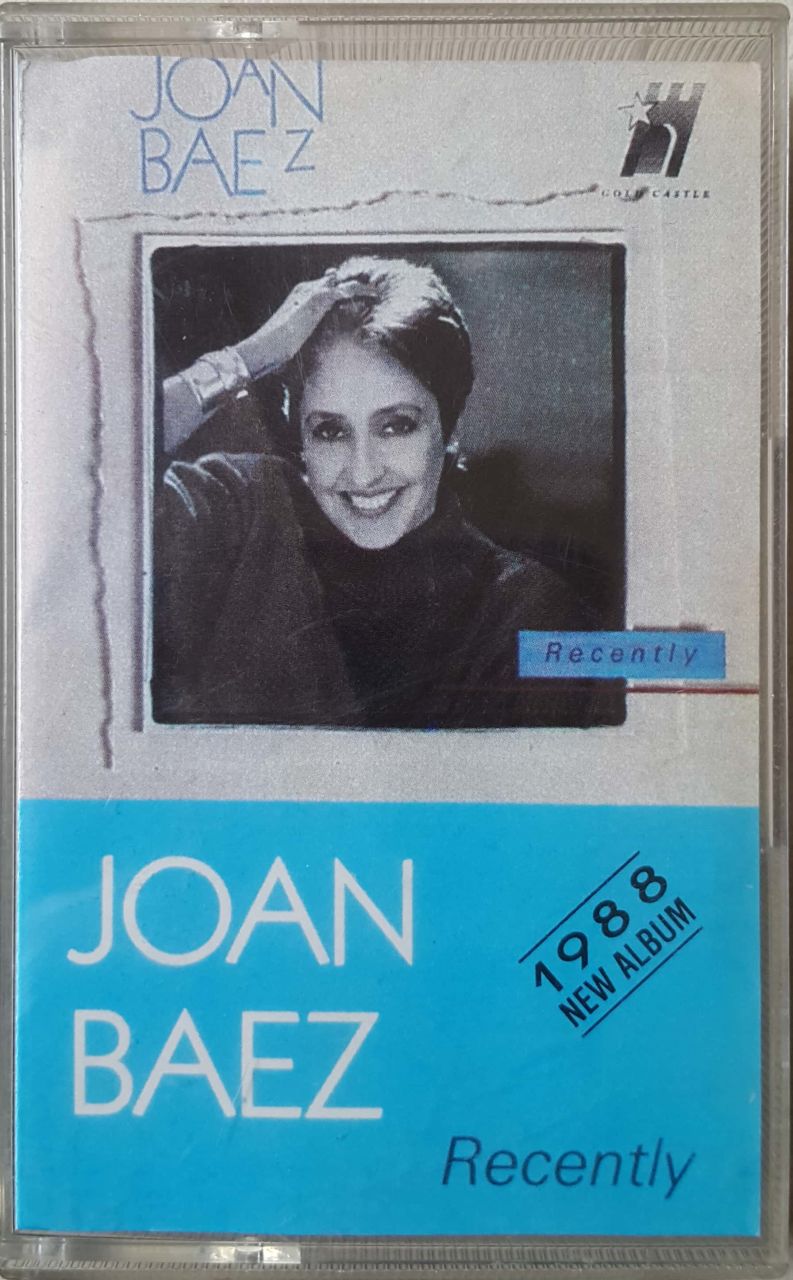 JOAN
BAEZ
GOLD CASTLE
Recently
JOAN
BAEZ
1988
NEW ALBUM
Recently